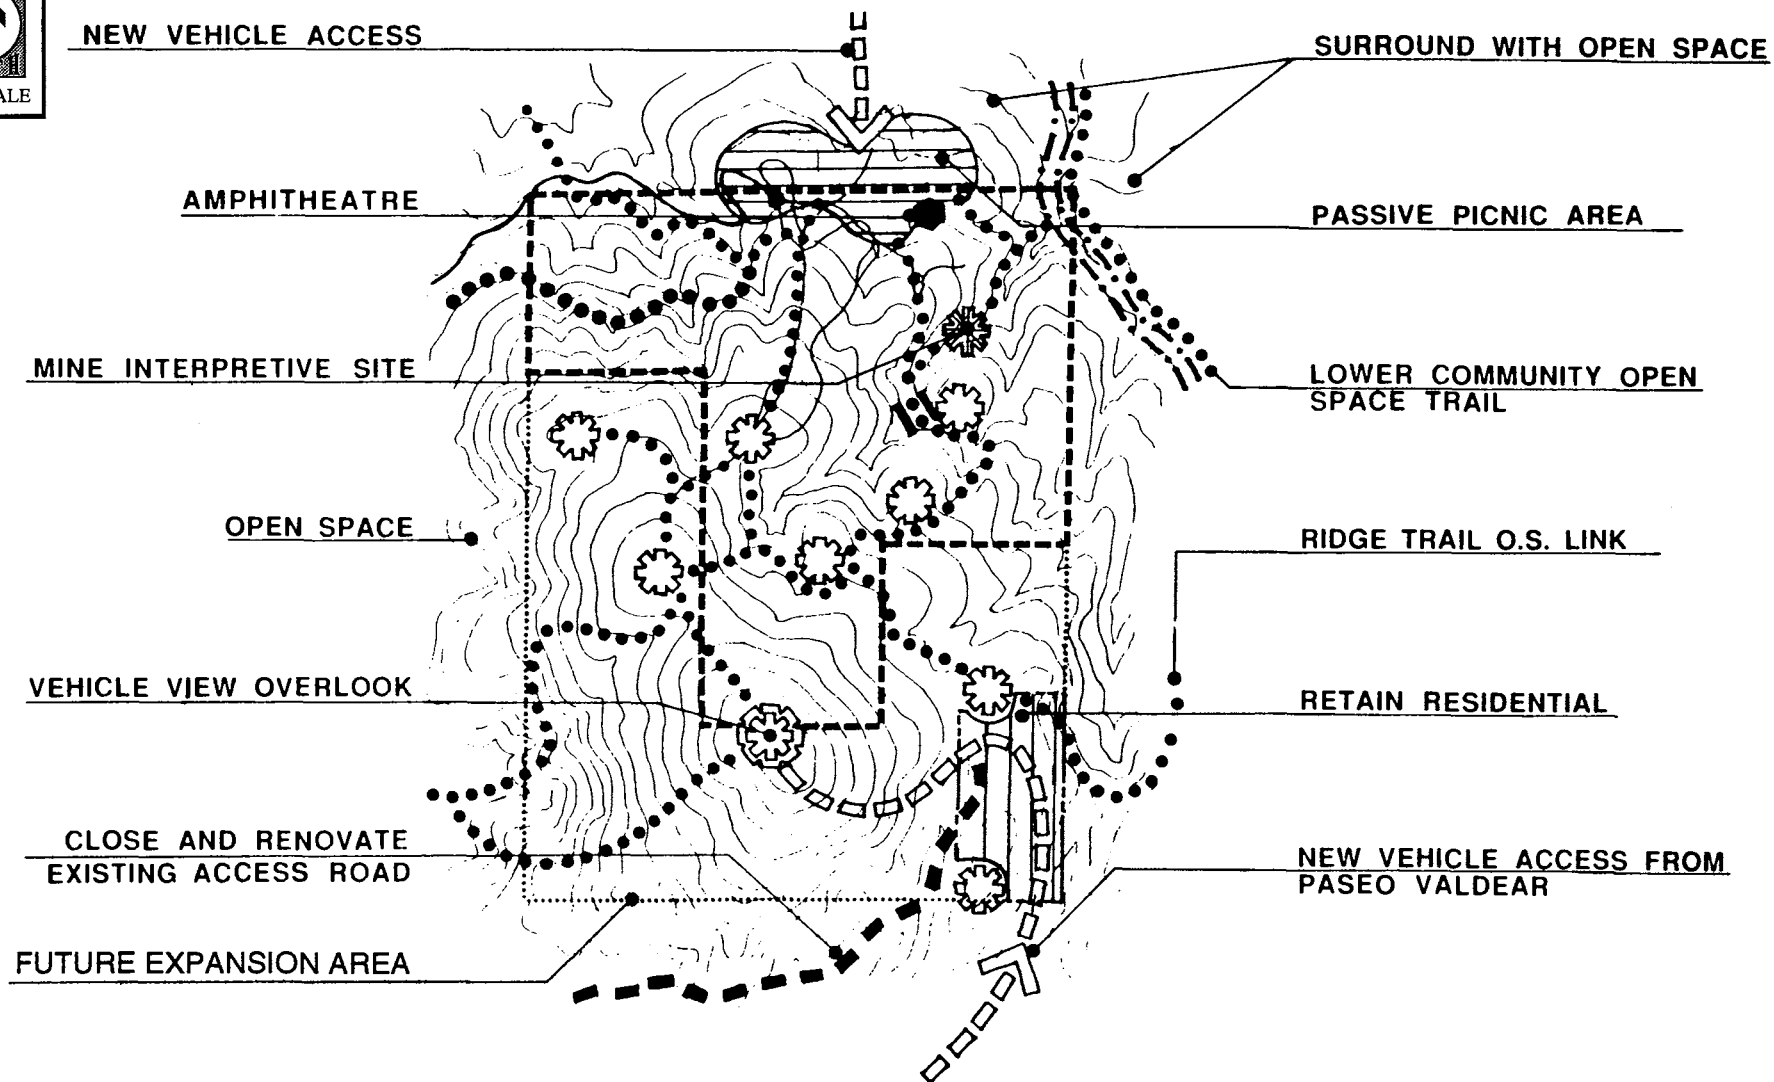 ALE
NEW VEHICLE ACCESS
SURROUND WITH OPEN SPACE
AMPHITHEATRE
PASSIVE PICNIC AREA
MINE INTERPRETIVE SITE
LOWER COMMUNITY OPEN
SPACE TRAIL
OPEN SPACE
RIDGE TRAIL O.S. LINK
VEHICLE VIEW OVERLOOK
RETAIN RESIDENTIAL
CLOSE AND RENOVATE
EXISTING ACCESS ROAD
NEW VEHICLE ACCESS FROM
PASEO VALDEAR
FUTURE EXPANSION AREA